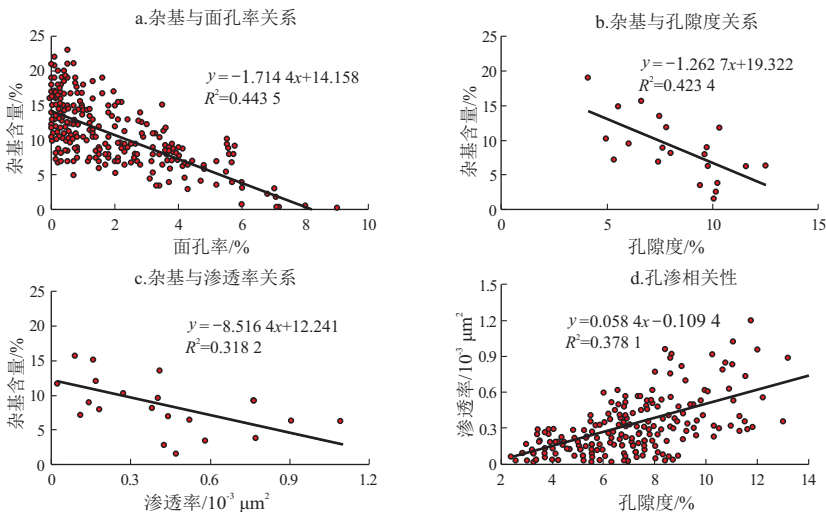 a.杂基与面孔率关系
25
20
15
10
5
0
杂基含量/%
y=−1.714 4x+14.158
R²=0.443 5
0 2 4 6 8 10
面孔率/%
b.杂基与孔隙度关系
25
20
15
10
5
0
杂基含量/%
y=−1.262 7x+19.322
R²=0.423 4
0 5 10 15
孔隙度/%
c.杂基与渗透率关系
25
20
15
10
5
0
杂基含量/%
y=−8.516 4x+12.241
R²=0.318 2
0 0.3 0.6 0.9 1.2
渗透率/10⁻³ μm²
d.孔渗相关性
1.5
1.2
0.9
0.6
0.3
0
渗透率/10⁻³ μm²
y=0.058 4x−0.109 4
R²=0.378 1
2 4 6 8 10 12 14
孔隙度/%